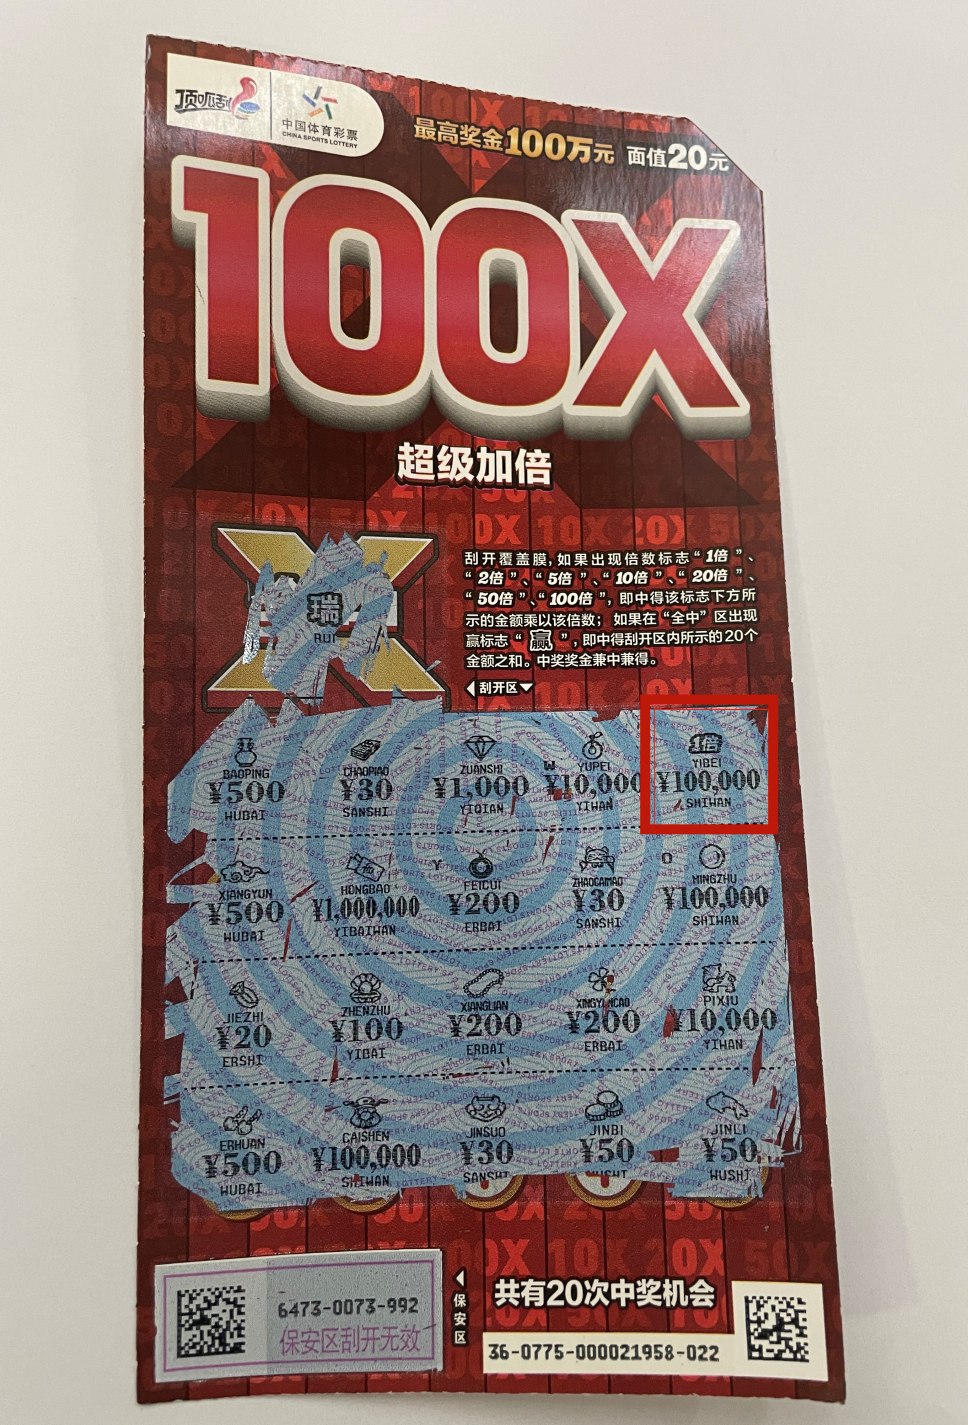 顶呱刮
中国体育彩票
CHINA SPORTS LOTTERY
最高奖金100万元 面值20元
100X
超级加倍
瑞
RUI
刮开覆盖膜,如果出现倍数标志“1倍”、
“2倍”、“5倍”、“10倍”、“20倍”、
“50倍”、“100倍”,即中得该标志下方所
示的金额乘以该倍数;如果在“全中”区出现
赢标志“赢”,即中得刮开区内所示的20个
金额之和。中奖奖金兼中兼得。
刮开区
1倍
BAOPING CHAOPIAO ZUANSHI YUPEI YIBEI
¥500 ¥30 ¥1,000 W ¥10,000 ¥100,000
WUBAI SANSHI YIQIAN YIWAN SHIWAN
XIANGYUN HONGBAO Y FEICUI ZHAOCAIMAO O MINGZHU
¥500 ¥1,000,000 ¥200 ¥30 ¥100,000
WUBAI YIBAIWAN ERBAI SANSHI SHIWAN
JIEZHI ZHENZHU XIANGLIAN XINGYUNCAO PIXIU
¥20 ¥100 ¥200 ¥200 ¥10,000
ERSHI YIBAI ERBAI ERBAI YIWAN
ERHUAN CAISHEN JINSUO JINBI JINLI
¥500 ¥100,000 ¥30 ¥50 ¥50
WUBAI SHIWAN SANSHI WUSHI WUSHI
6473-0073-992
保安区刮开无效
保安区
共有20次中奖机会
36-0775-000021958-022